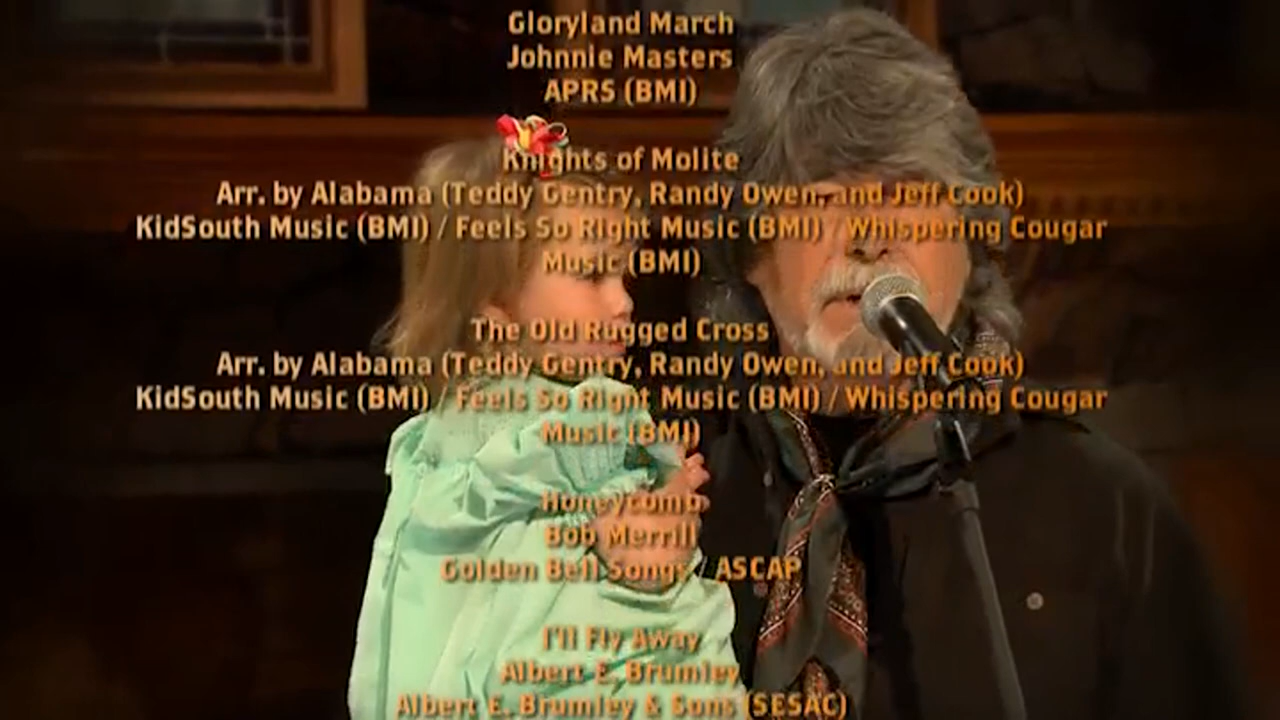 Gloryland March
Johnnie Masters
APRS (BMI)
Knights of Molite
Arr. by Alabama (Teddy Gentry, Randy Owen, and Jeff Cook)
KidSouth Music (BMI) / Feels So Right Music (BMI) / Whispering Cougar
Music (BMI)
The Old Rugged Cross
Arr. by Alabama (Teddy Gentry, Randy Owen, and Jeff Cook)
KidSouth Music (BMI) / Feels So Right Music (BMI) / Whispering Cougar
Music (BMI)
Honeycomb
Bob Merrill
Golden Bell Songs / ASCAP
I'll Fly Away
Albert E. Brumley
Albert E. Brumley & Sons (SESAC)